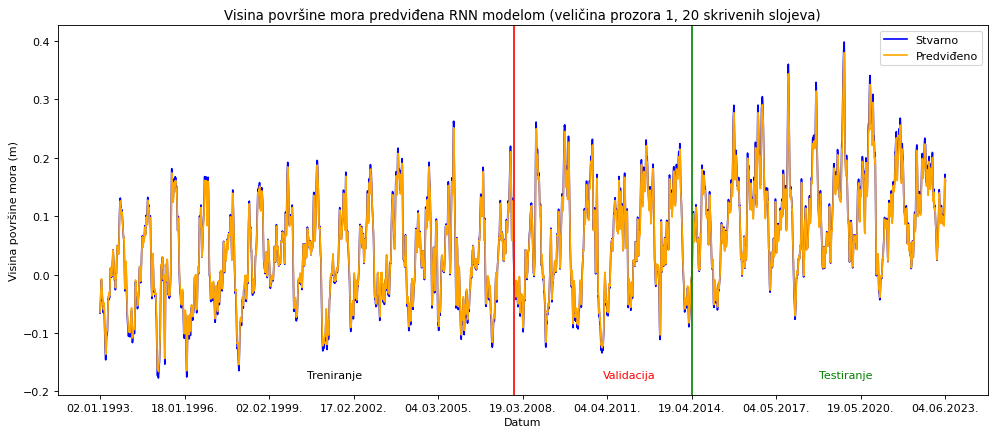 Visina površine mora predviđena RNN modelom (veličina prozora 1, 20 skrivenih slojeva)
Stvarno
Predviđeno
Visina površine mora (m)
0.4
0.3
0.2
0.1
0.0
−0.1
−0.2
Treniranje
Validacija
Testiranje
02.01.1993. 18.01.1996. 02.02.1999. 17.02.2002. 04.03.2005. 19.03.2008. 04.04.2011. 19.04.2014. 04.05.2017. 19.05.2020. 04.06.2023.
Datum